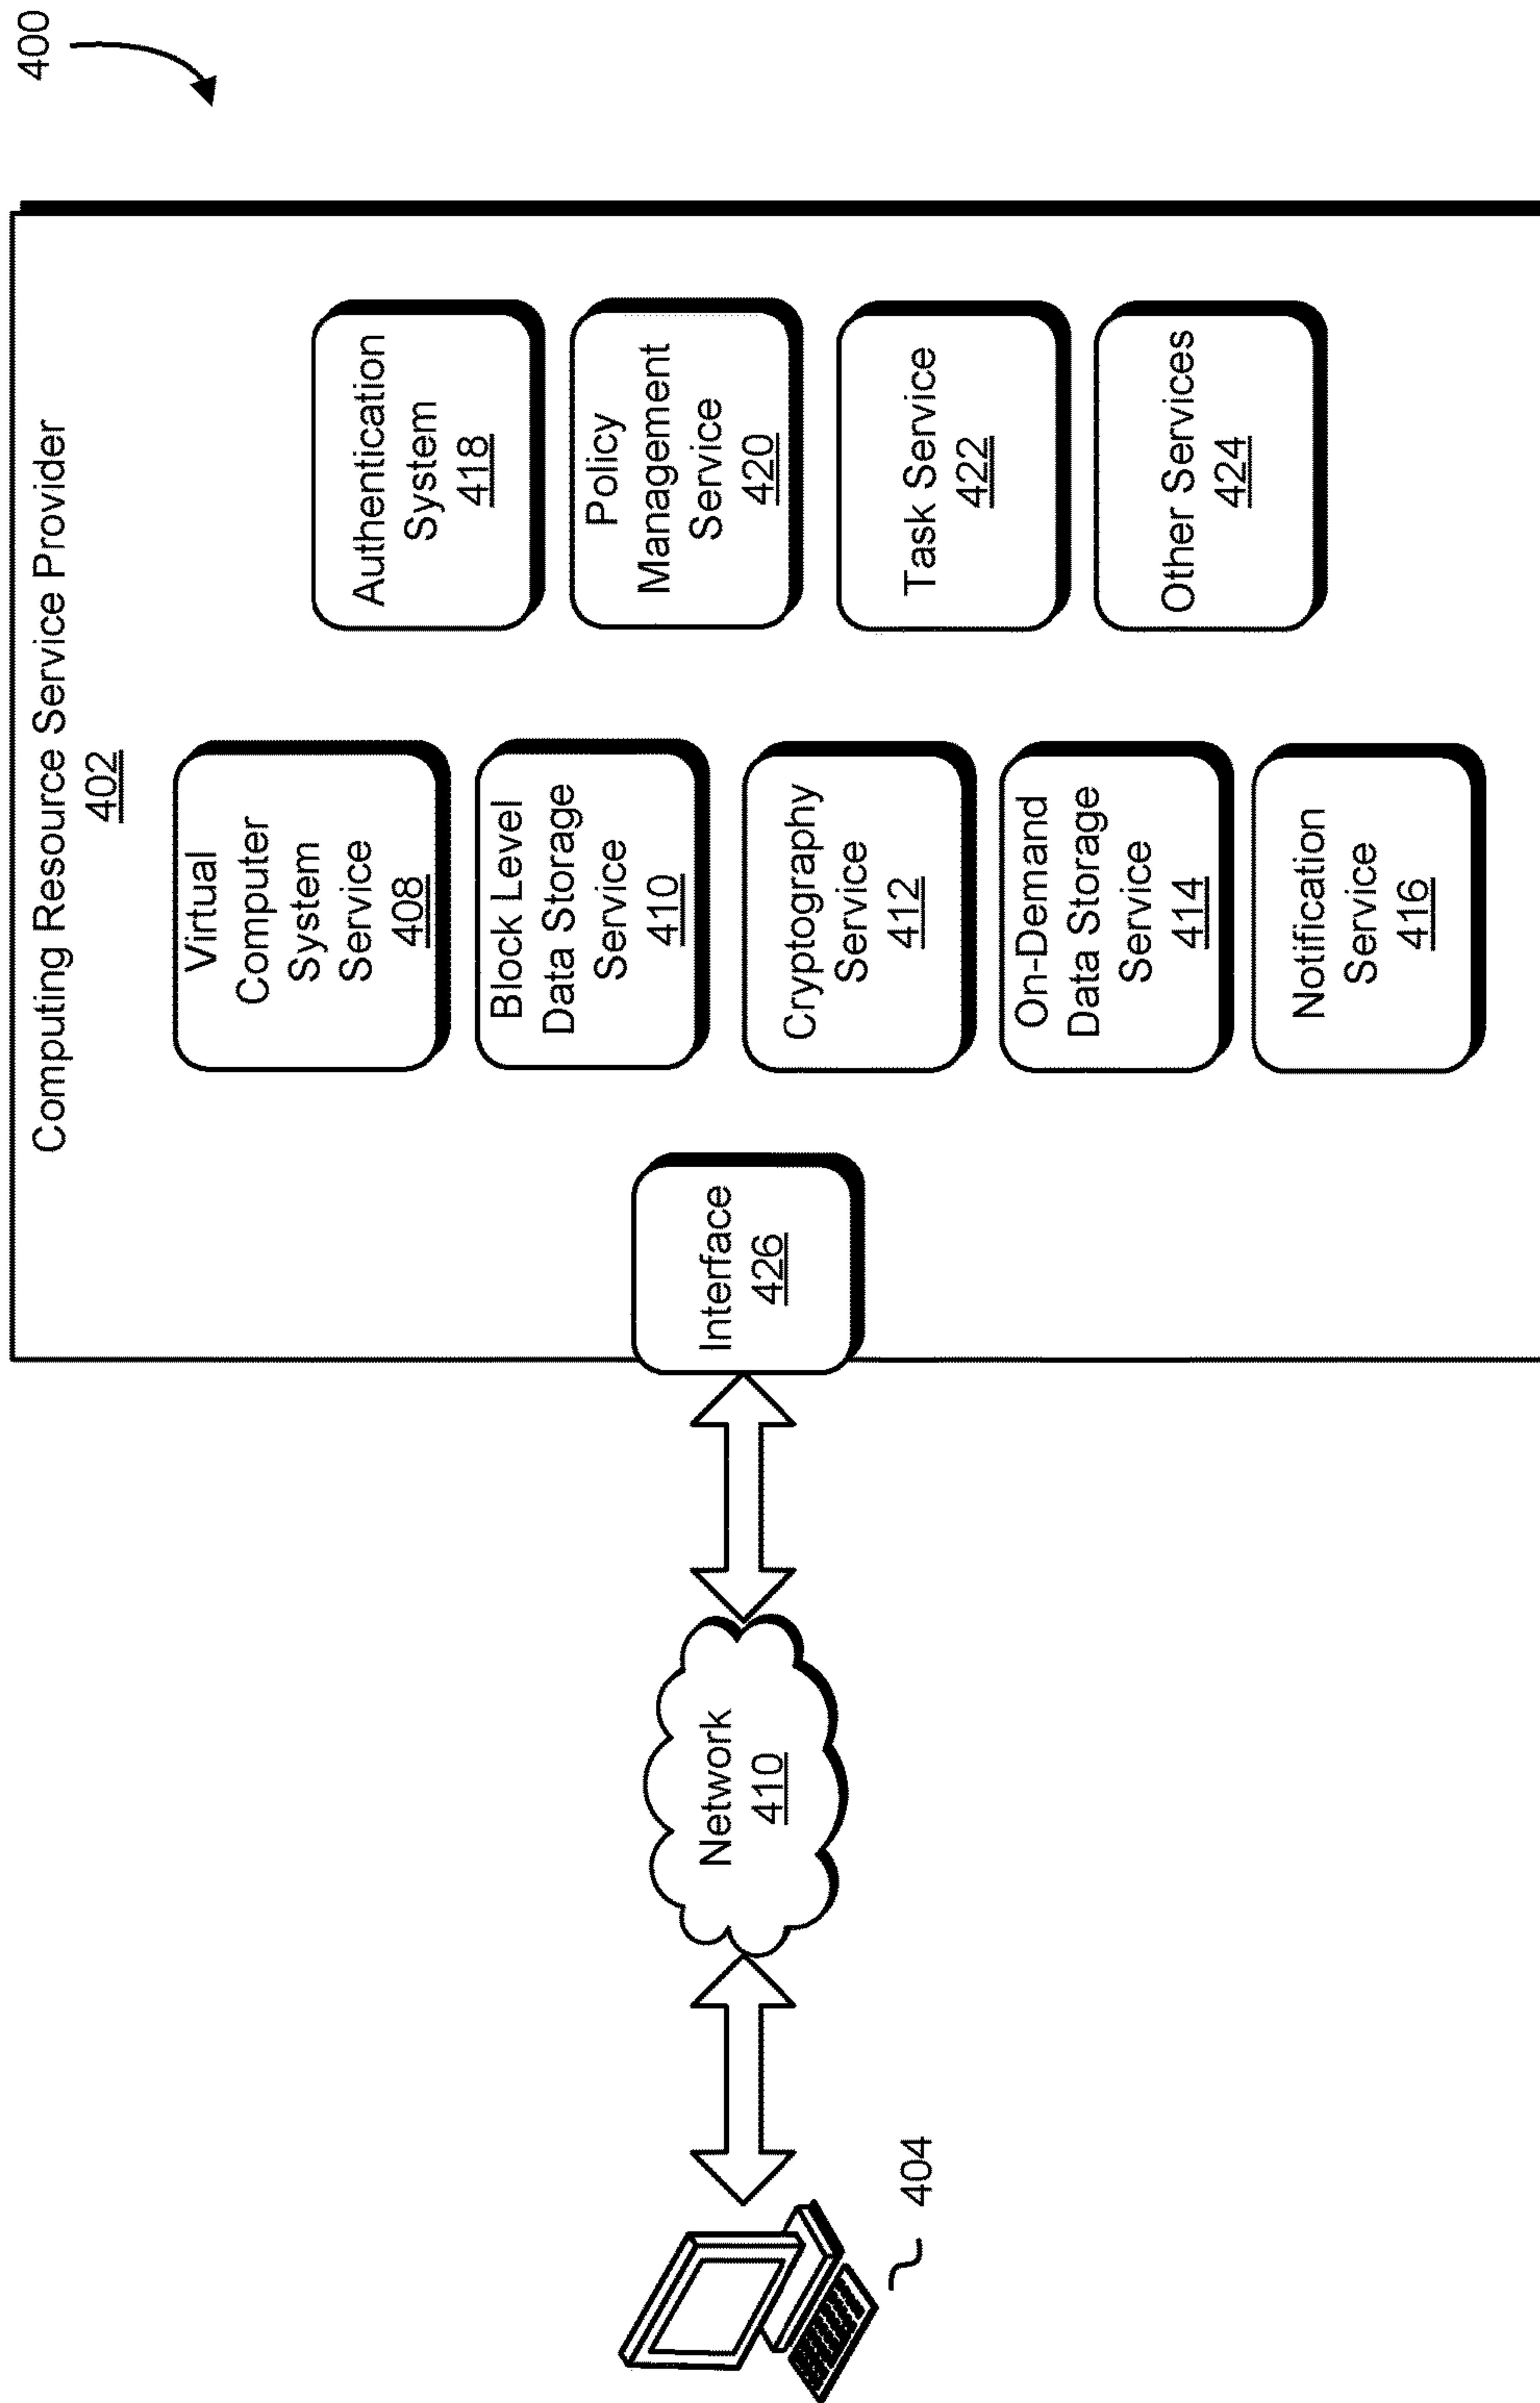 400
Computing Resource Service Provider
402
Virtual
Computer
System
Service
408
Block Level
Data Storage
Service
410
Cryptography
Service
412
On-Demand
Data Storage
Service
414
Notification
Service
416
Authentication
System
418
Policy
Management
Service
420
Task Service
422
Other Services
424
Interface
426
Network
410
404